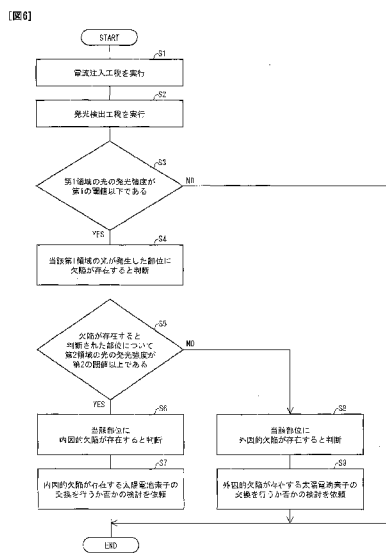 [図6]
START
S1
電流注入工程を実行
S2
発光検出工程を実行
S3
第1領域の光の発光強度が
第1の閾値以下である
NO
YES
S4
当該第1領域の光が発生した部位に
欠陥が存在すると判断
S5
欠陥が存在すると
判断された部位について
第2領域の光の発光強度が
第2の閾値以上である
NO
YES
S6
当該部位に
内因的欠陥が存在すると判断
S8
当該部位に
外因的欠陥が存在すると判断
S7
内因的欠陥が存在する太陽電池素子の
交換を行うか否かの検討を依頼
S9
外因的欠陥が存在する太陽電池素子の
交換を行うか否かの検討を依頼
END